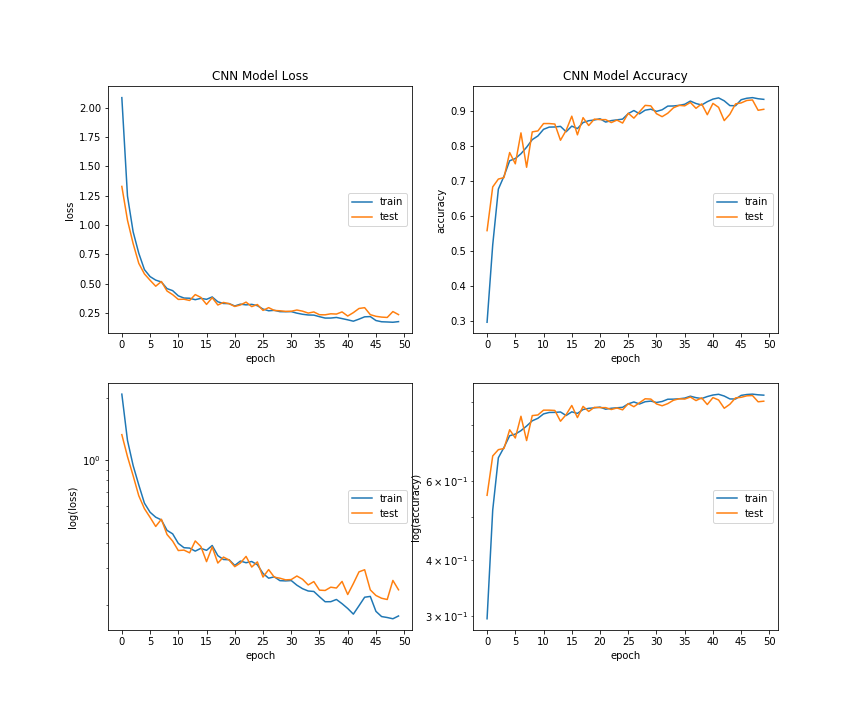 CNN Model Loss
2.00
1.75
1.50
1.25
1.00
0.75
0.50
0.25
loss
train
test
0 5 10 15 20 25 30 35 40 45 50
epoch
CNN Model Accuracy
0.9
0.8
0.7
0.6
0.5
0.4
0.3
accuracy
train
test
0 5 10 15 20 25 30 35 40 45 50
epoch
10⁰
log(loss)
train
test
0 5 10 15 20 25 30 35 40 45 50
epoch
6 × 10⁻¹
4 × 10⁻¹
3 × 10⁻¹
log(accuracy)
train
test
0 5 10 15 20 25 30 35 40 45 50
epoch